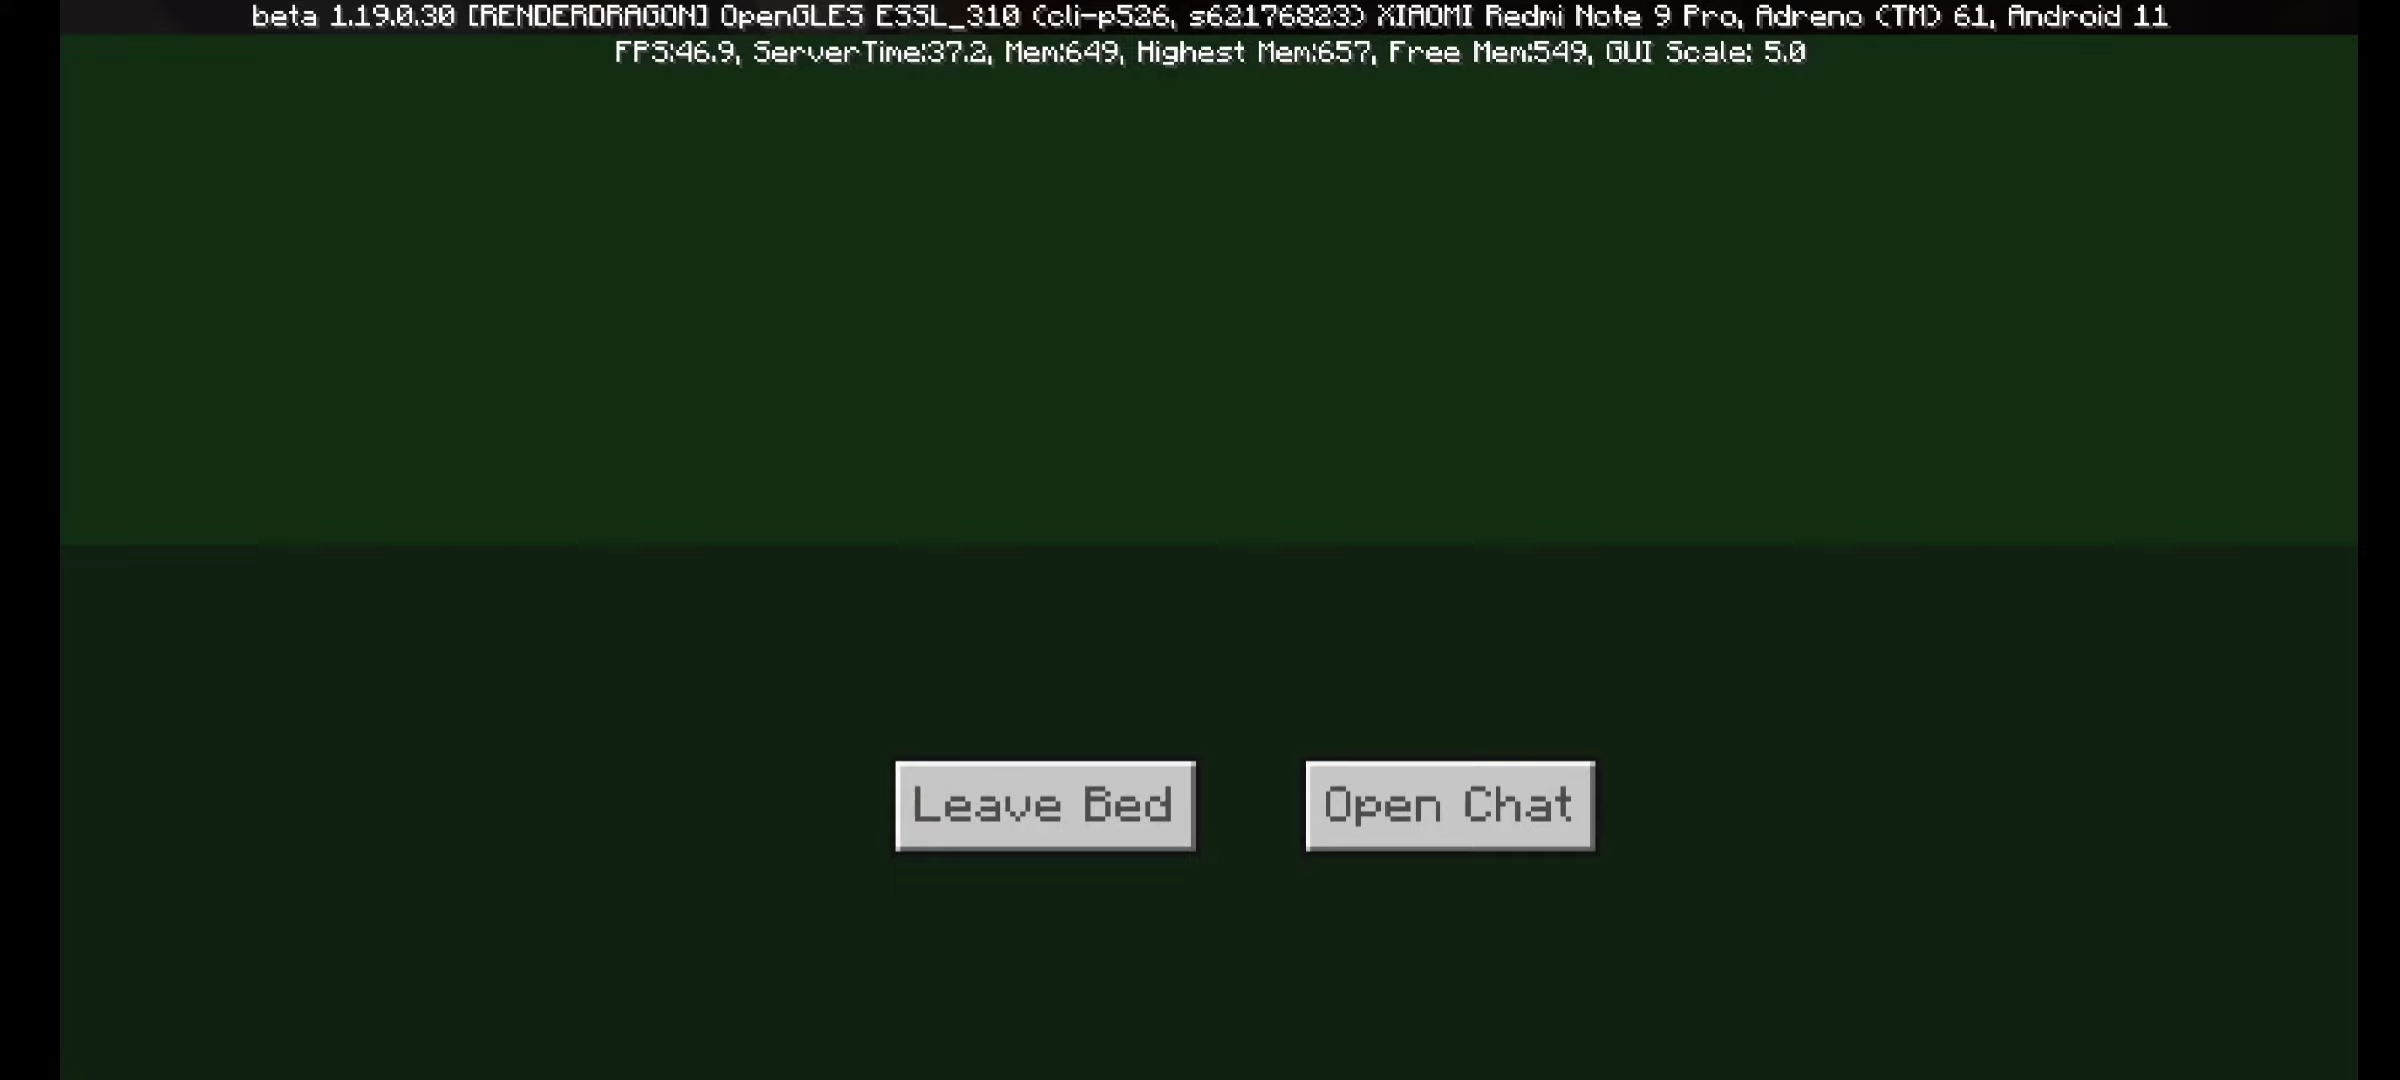 beta 1.19.0.30 [RENDERDRAGON] OpenGLES ESSL_310 (cli-p526, s62176823) XIAOMI Redmi Note 9 Pro, Adreno (TM) 61, Android 11
FPS:46.9, ServerTime:37.2, Mem:649, Highest Mem:657, Free Mem:549, GUI Scale: 5.0
Leave Bed
Open Chat